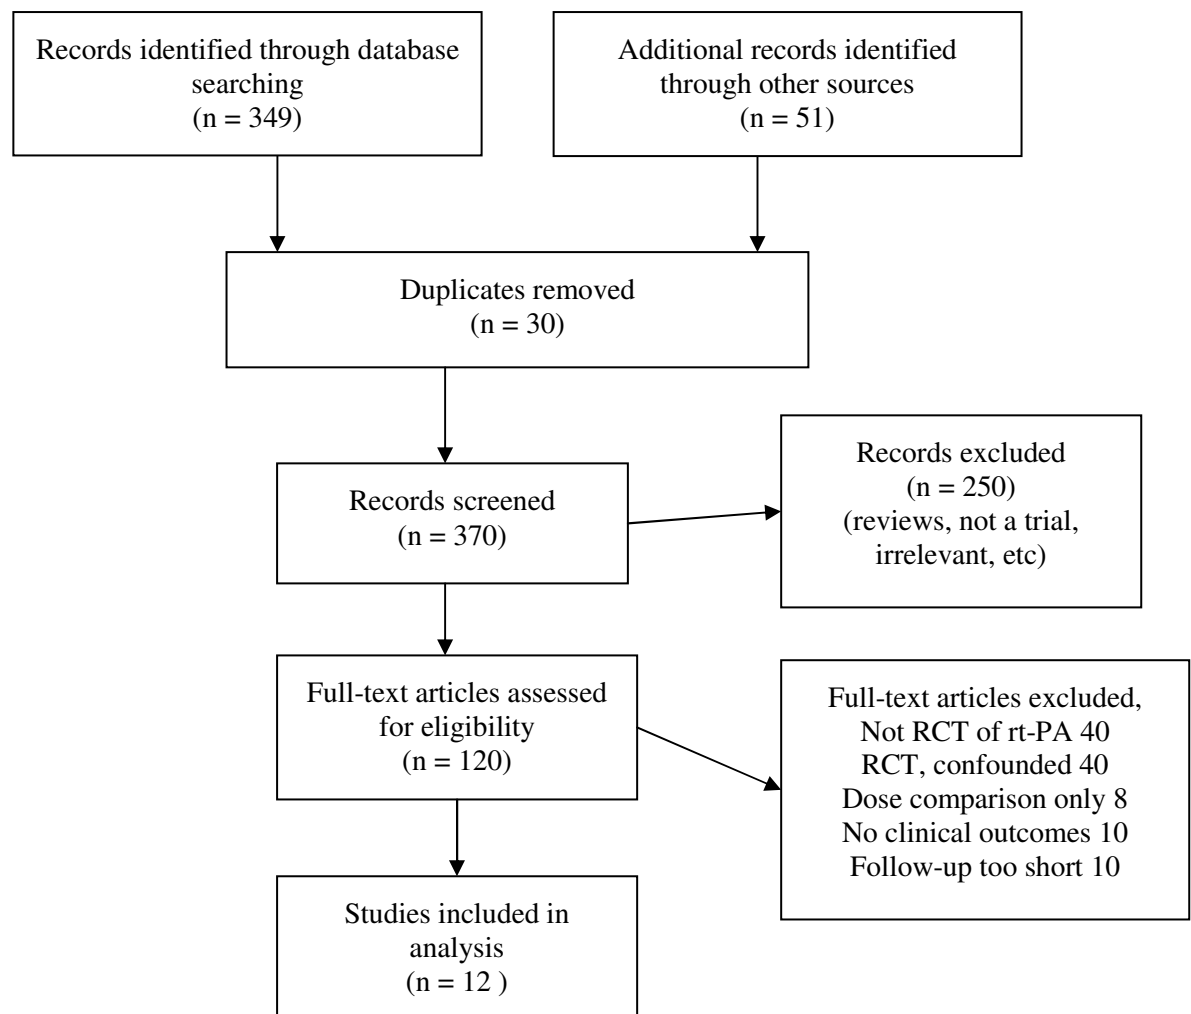 Records identified through database
searching
(n = 349)
Additional records identified
through other sources
(n = 51)
Duplicates removed
(n = 30)
Records screened
(n = 370)
Records excluded
(n = 250)
(reviews, not a trial,
irrelevant, etc)
Full-text articles assessed
for eligibility
(n = 120)
Full-text articles excluded,
Not RCT of rt-PA 40
RCT, confounded 40
Dose comparison only 8
No clinical outcomes 10
Follow-up too short 10
Studies included in
analysis
(n = 12 )